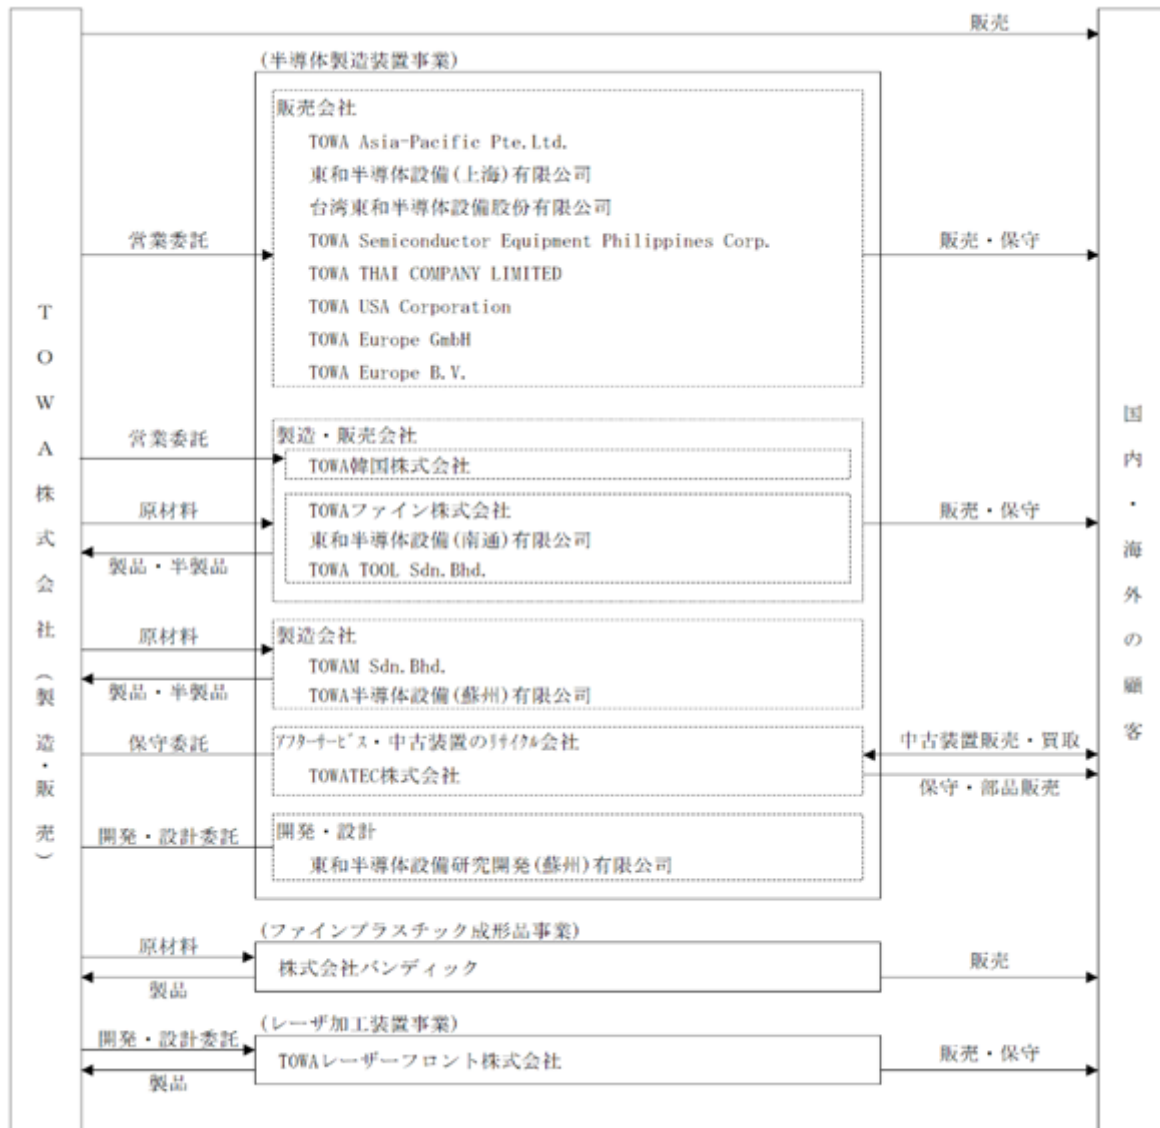 販売
(半導体製造装置事業)
販売会社
TOWA Asia-Pacific Pte.Ltd.
東和半導体設備(上海)有限公司
台湾東和半導体設備股份有限公司
営業委託
TOWA Semiconductor Equipment Philippines Corp.
販売・保守
TOWA THAI COMPANY LIMITED
TOWA USA Corporation
TOWA Europe GmbH
TOWA Europe B.V.
TOWA株式会社(製造・販売)
国内・海外の顧客
営業委託
製造・販売会社
TOWA韓国株式会社
原材料
TOWAファイン株式会社
販売・保守
東和半導体設備(南通)有限公司
製品・半製品
TOWA TOOL Sdn.Bhd.
原材料
製造会社
TOWAM Sdn.Bhd.
製品・半製品
TOWA半導体設備(蘇州)有限公司
保守委託
ｱﾌﾀｰｻｰﾋﾞｽ・中古装置のﾘｻｲｸﾙ会社
中古装置販売・買取
TOWATEC株式会社
保守・部品販売
開発・設計委託
開発・設計
東和半導体設備研究開発(蘇州)有限公司
(ファインプラスチック成形品事業)
原材料
株式会社バンディック
販売
製品
(レーザ加工装置事業)
開発・設計委託
TOWAレーザーフロント株式会社
販売・保守
製品